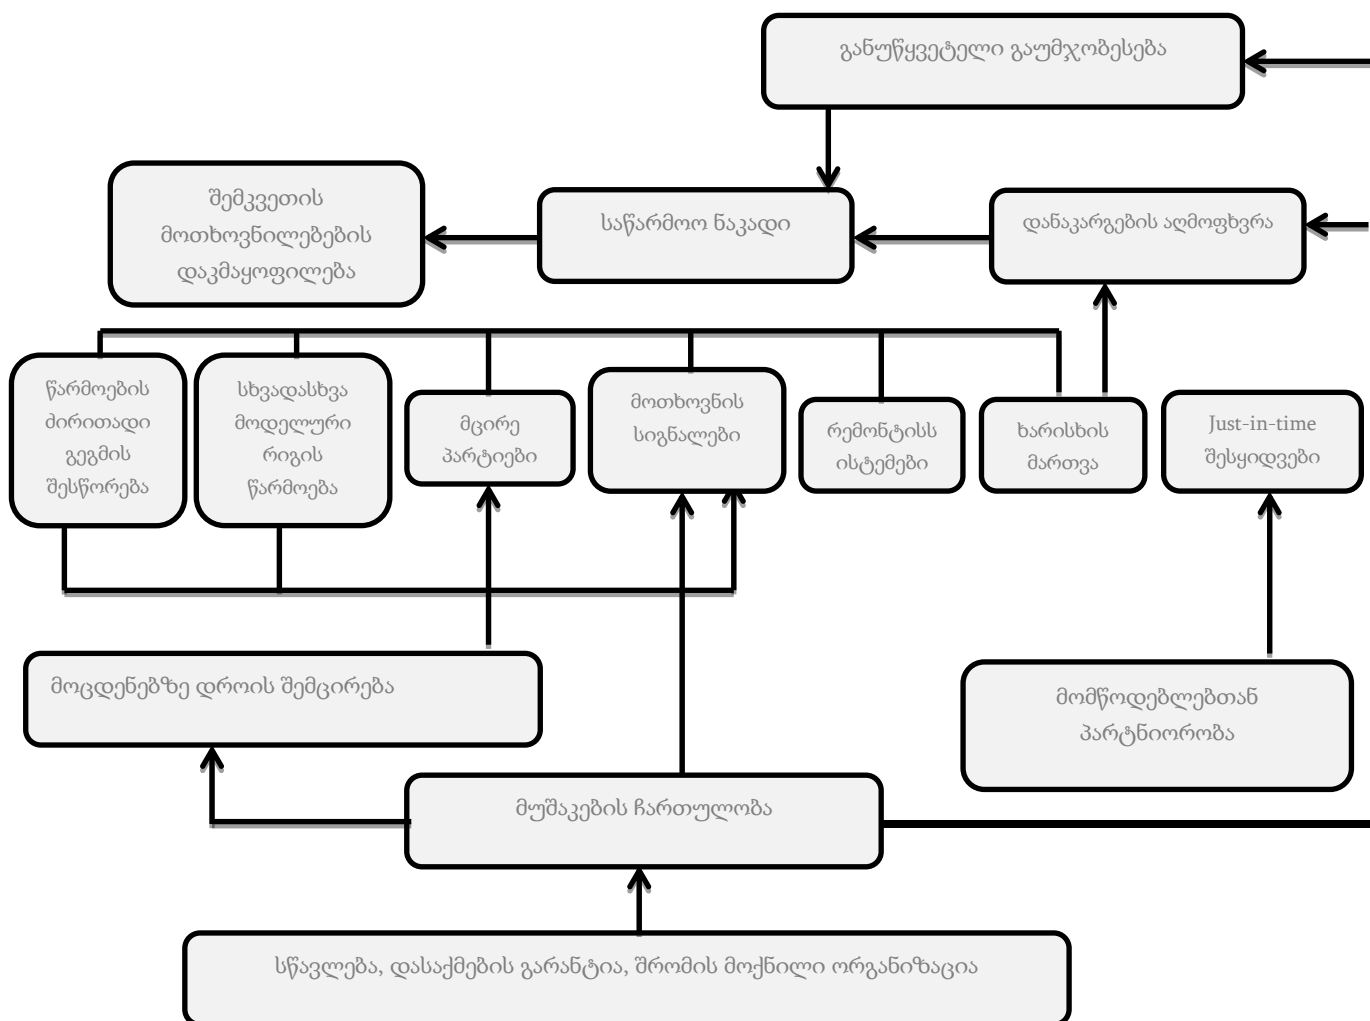 განუწყვეტელი გაუმჯობესება
შემკვეთის
მოთხოვნილებების
დაკმაყოფილება
საწარმოო ნაკადი
დანაკარგების აღმოფხვრა
წარმოების
ძირითადი
გეგმის
შესწორება
სხვადასხვა
მოდელური
რიგის
წარმოება
მცირე
პარტიები
მოთხოვნის
სიგნალები
რემონტისს
ისტემები
ხარისხის
მართვა
Just-in-time
შესყიდვები
მოცდენებზე დროის შემცირება
მომწოდებლებთან
პარტნიორობა
მუშაკების ჩართულობა
სწავლება, დასაქმების გარანტია, შრომის მოქნილი ორგანიზაცია